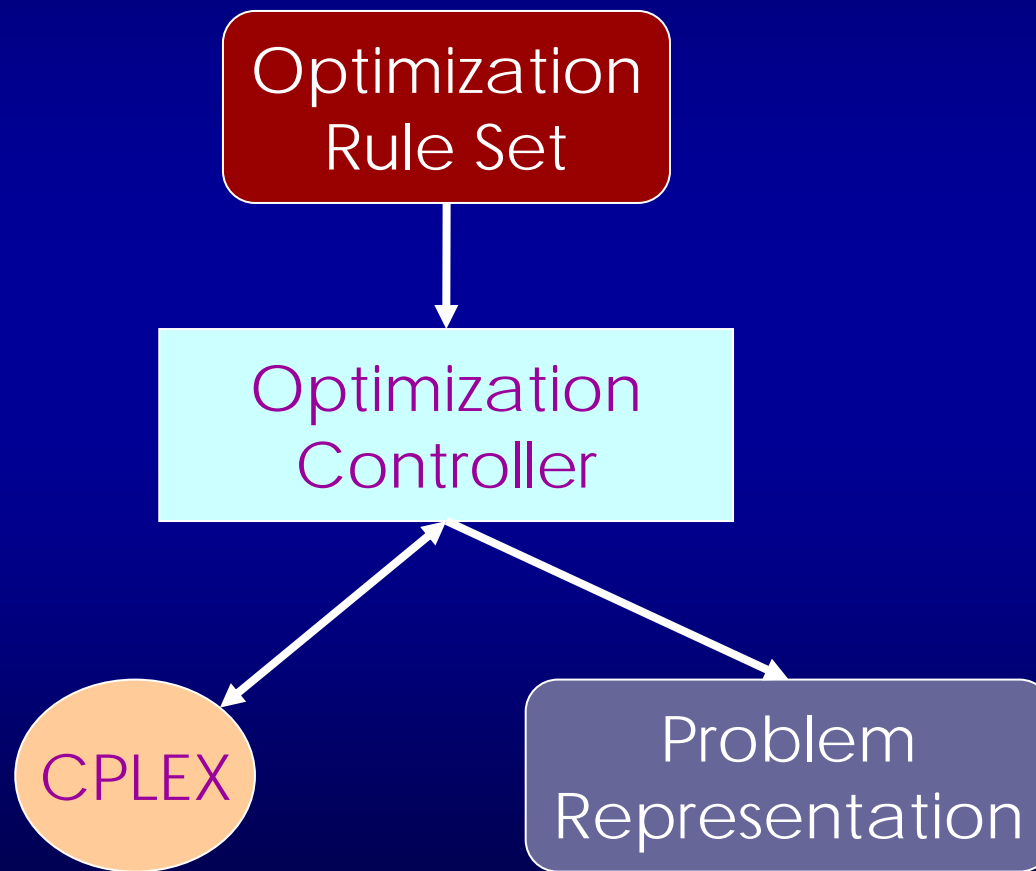 Optimization
Rule Set
Optimization
Controller
CPLEX
Problem
Representation